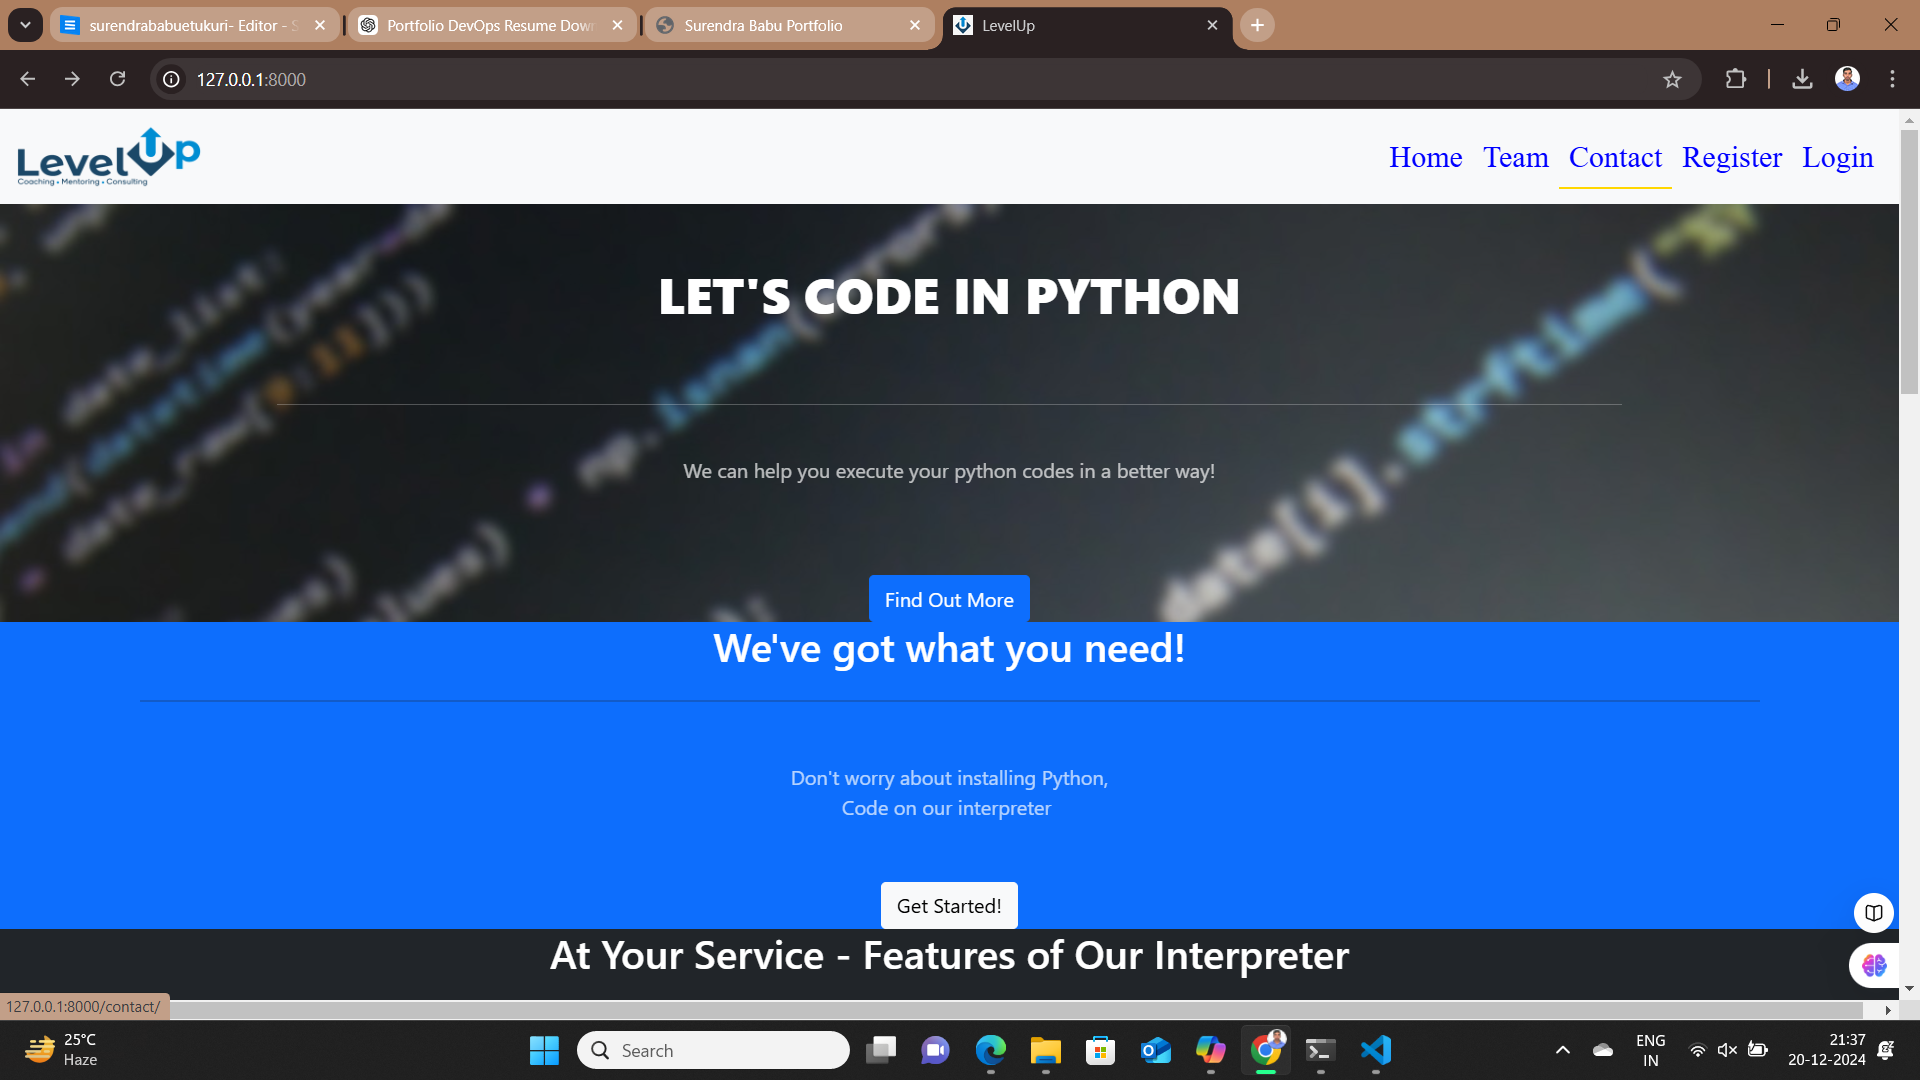 surendrababuetukuri- Editor - S
Portfolio DevOps Resume Dow
Surendra Babu Portfolio
LevelUp
127.0.0.1:8000
LevelUp
Coaching • Mentoring • Consulting
Home Team Contact Register Login
LET'S CODE IN PYTHON
We can help you execute your python codes in a better way!
Find Out More
We've got what you need!
Don't worry about installing Python,
Code on our interpreter
Get Started!
At Your Service - Features of Our Interpreter
127.0.0.1:8000/contact/
25°C
Haze
Search
ENG
IN
21:37
20-12-2024